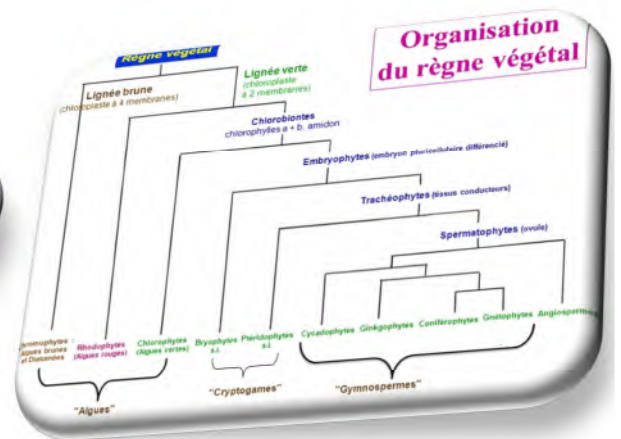 Organisation
du règne végétal
Règne végétal
Lignée brune
(chloroplaste à 4 membranes)
Lignée verte
(chloroplaste
à 2 membranes)
Chlorobiontes
chlorophylles a + b, amidon
Embryophytes (embryon pluricellulaire différencié)
Trachéophytes (tissus conducteurs)
Spermatophytes (ovule)
Algues brunes
et Diatomées
Rhodophytes
(Algues rouges)
Chlorophytes
(Algues vertes)
Bryophytes
s.l.
Ptéridophytes
s.l.
Cycadophytes
Ginkgophytes
Coniférophytes
Gnétophytes
Angiospermes
"Algues"
"Cryptogames"
"Gymnospermes"